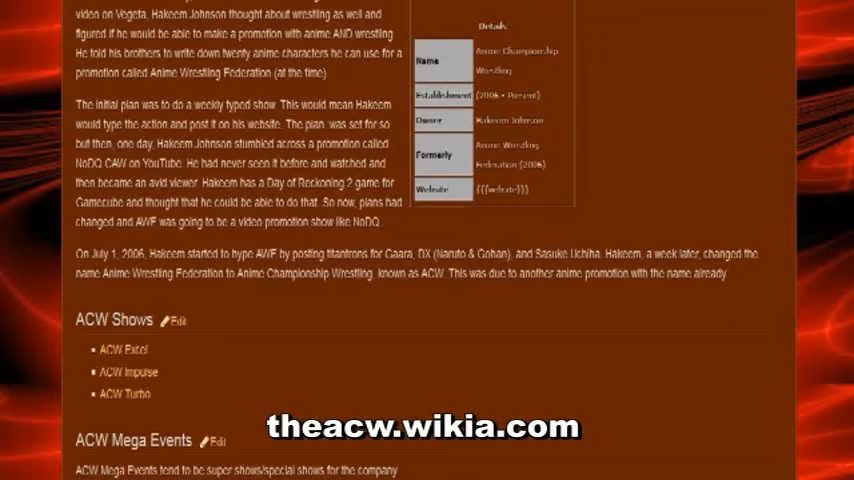 video on Vegeta, Hakeem Johnson thought about wrestling as well and
figured if he would be able to make a promotion with anime AND wrestling.
He told his brothers to write down twenty anime characters he can use for a
promotion called Anime Wrestling Federation (at the time).
The initial plan was to do a weekly typed show. This would mean Hakeem
would type the action and post it on his website. The plan was set for so
but then, one day, Hakeem Johnson stumbled across a promotion called
NoDQ CAW on YouTube. He had never seen it before and watched and
then became an avid viewer. Hakeem has a Day of Reckoning 2 game for
Gamecube and thought that he could be able to do that. So now, plans had
changed and AWF was going to be a video promotion show like NoDQ.
Details
Name
Anime Championship
Wrestling
Establishment
(2006 - Present)
Owner
Hakeem Johnson
Formerly
Anime Wrestling
Federation (2006)
Website
{{{website}}}
On July 1, 2006, Hakeem started to hype AWF by posting titantrons for Gaara, DX (Naruto & Gohan), and Sasuke Uchiha. Hakeem, a week later, changed the
name Anime Wrestling Federation to Anime Championship Wrestling, known as ACW. This was due to another anime promotion with the name already
ACW Shows Edit
ACW Excel
ACW Impulse
ACW Turbo
theacw.wikia.com
ACW Mega Events Edit
ACW Mega Events tend to be super shows/special shows for the company